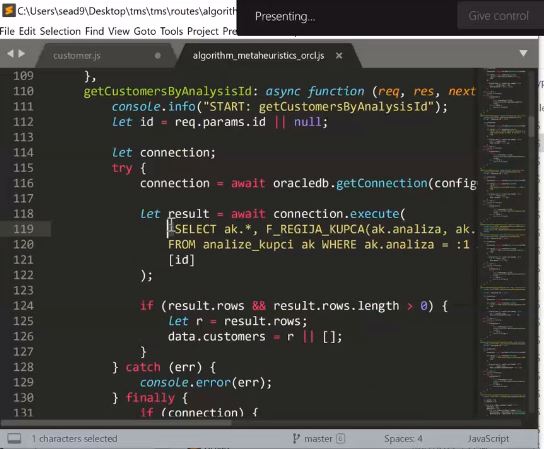 C:\Users\sead9\Desktop\tms\tms\routes\algorith
Presenting...
Give control
File Edit Selection Find View Goto Tools Project Pre
customer.js
algorithm_metaheuristics_orcl.js
109 },
110 getCustomersByAnalysisId: async function (req, res, next
111 console.info("START: getCustomersByAnalysisId");
112 let id = req.params.id || null;
113
114 let connection;
115 try {
116 connection = await oracledb.getConnection(config
117
118 let result = await connection.execute(
119 `SELECT ak.*, F_REGIJA_KUPCA(ak.analiza, ak.
120 FROM analize_kupci ak WHERE ak.analiza = :1
121 [id]
122 );
123
124 if (result.rows && result.rows.length > 0) {
125 let r = result.rows;
126 data.customers = r || [];
127 }
128 } catch (err) {
129 console.error(err);
130 } finally {
131 if (connection) {
1 characters selected
master 6
Spaces: 4
JavaScript